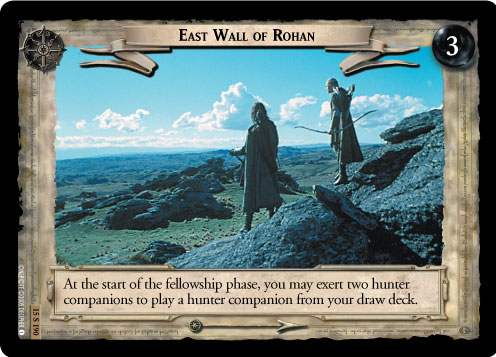 East Wall of Rohan
3
At the start of the fellowship phase, you may exert two hunter
companions to play a hunter companion from your draw deck.
15 S 190